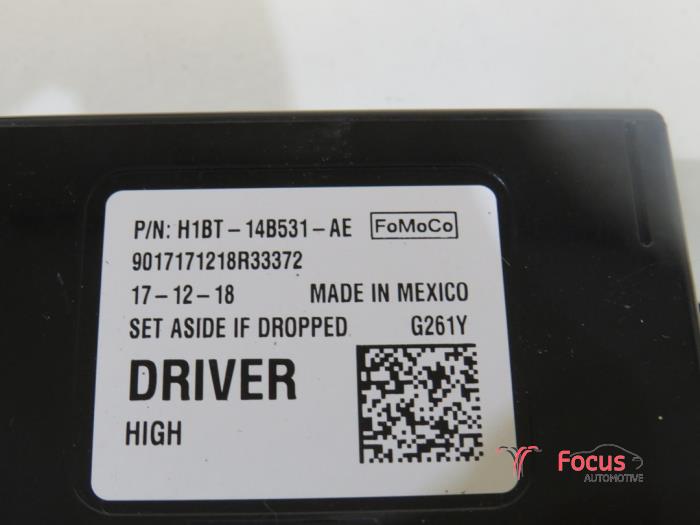 P/N: H1BT-14B531-AE FoMoCo
9017171218R33372
17-12-18 MADE IN MEXICO
SET ASIDE IF DROPPED G261Y
DRIVER
HIGH
Focus
AUTOMOTIVE